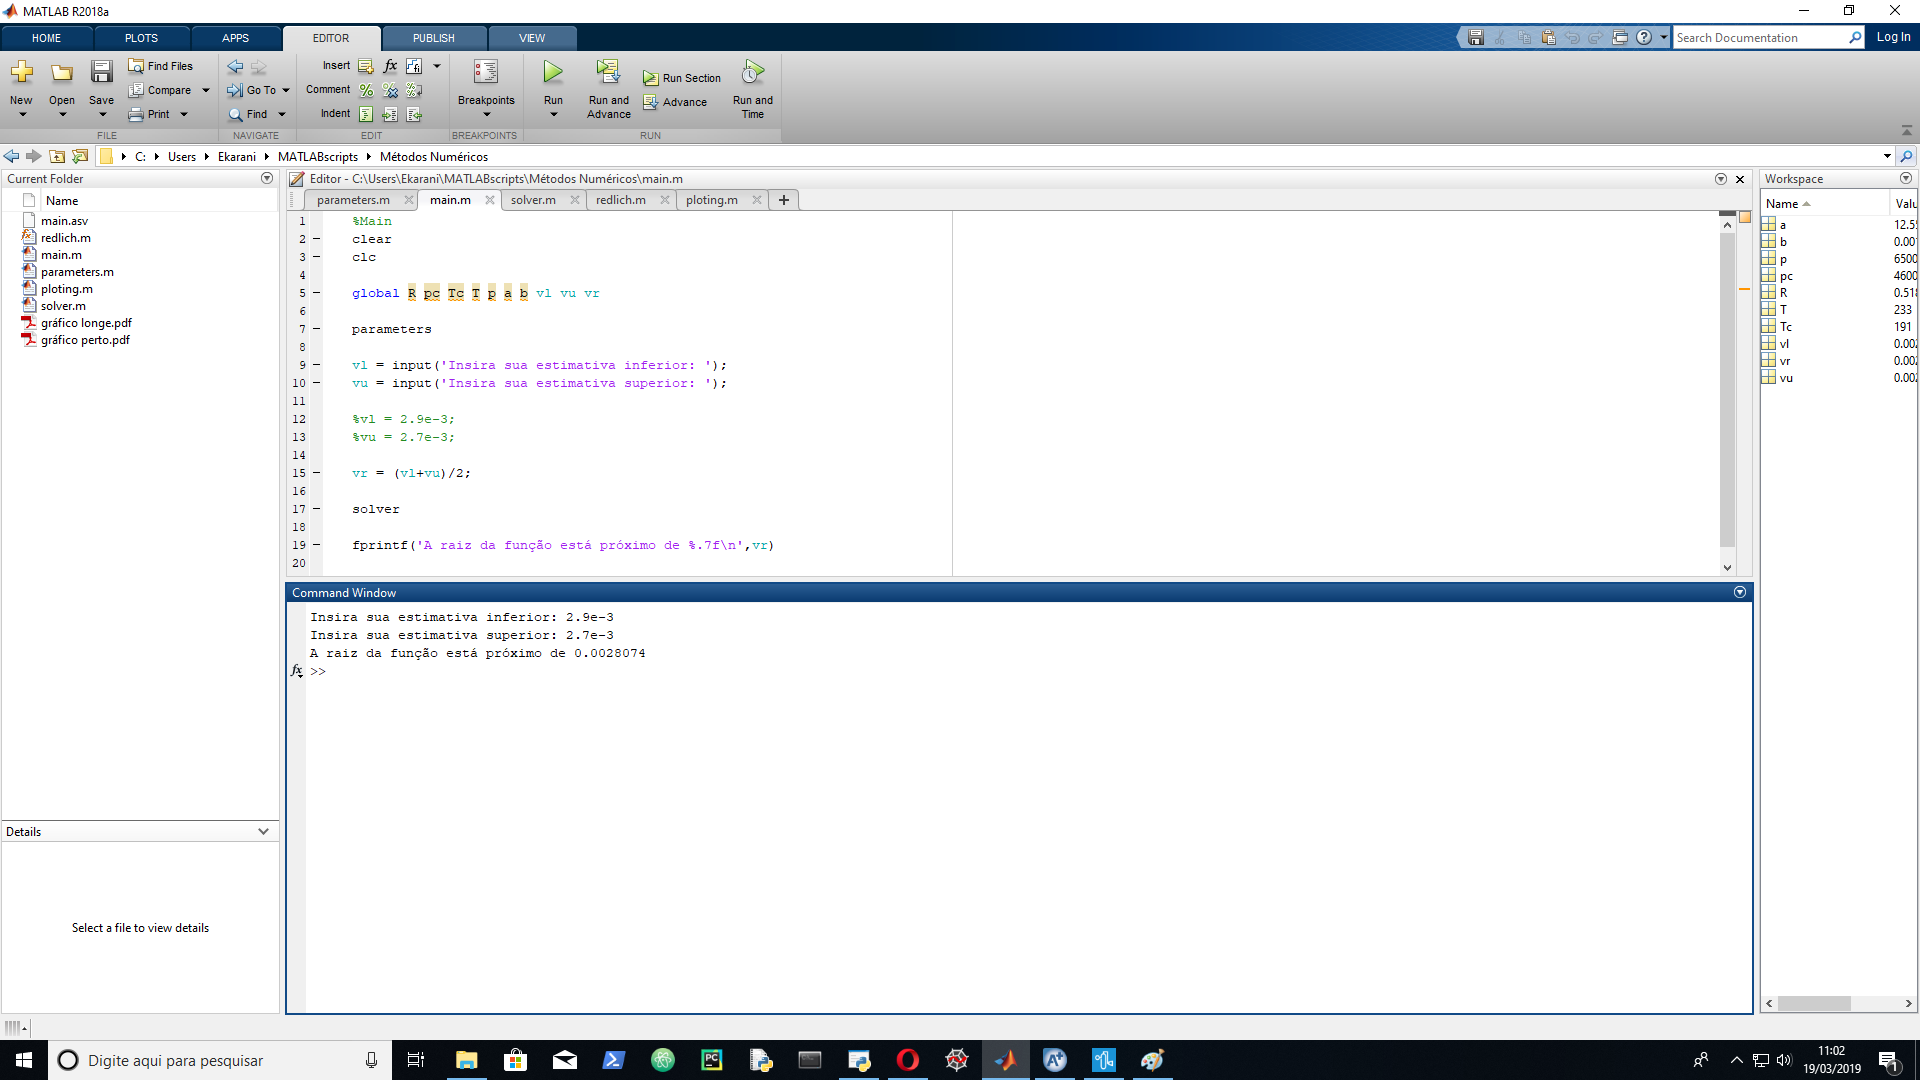 MATLAB R2018a
HOME PLOTS APPS EDITOR PUBLISH VIEW
Search Documentation
Log In
New
Open
Save
Find Files
Compare
Print
FILE
Go To
Find
NAVIGATE
Insert
Comment
Indent
EDIT
Breakpoints
BREAKPOINTS
Run
Run and Advance
Run Section
Advance
Run and Time
RUN
C: Users Ekarani MATLABscripts Métodos Numéricos
Current Folder
Name
main.asv
redlich.m
main.m
parameters.m
ploting.m
solver.m
gráfico longe.pdf
gráfico perto.pdf
Details
Select a file to view details
Editor - C:\Users\Ekarani\MATLABscripts\Métodos Numéricos\main.m
parameters.m main.m solver.m redlich.m ploting.m
1 %Main
2 clear
3 clc
4
5 global R pc Tc T p a b vl vu vr
6
7 parameters
8
9 vl = input('Insira sua estimativa inferior: ');
10 vu = input('Insira sua estimativa superior: ');
11
12 %vl = 2.9e-3;
13 %vu = 2.7e-3;
14
15 vr = (vl+vu)/2;
16
17 solver
18
19 fprintf('A raiz da função está próximo de %.7f\n',vr)
20
Command Window
Insira sua estimativa inferior: 2.9e-3
Insira sua estimativa superior: 2.7e-3
A raiz da função está próximo de 0.0028074
fx >>
Workspace
Name Valu
a 12.5
b 0.00
p 6500
pc 4600
R 0.518
T 233
Tc 191
vl 0.002
vr 0.002
vu 0.002
Digite aqui para pesquisar
11:02
19/03/2019